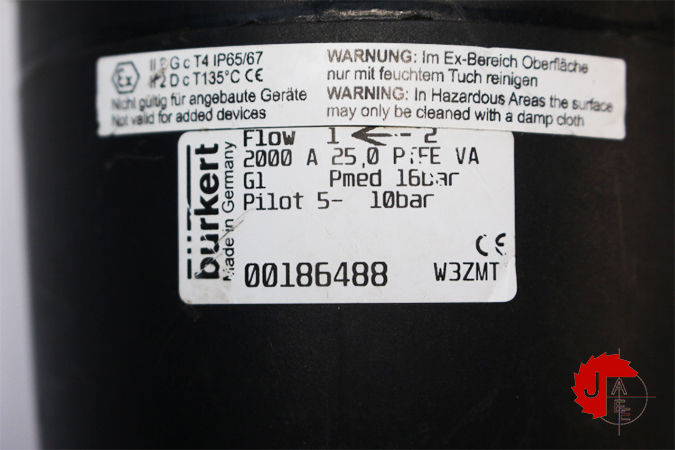 Ex
II 2 G c T4 IP65/67
II 2 D c T135°C CE
Nicht gültig für angebaute Geräte
Not valid for added devices
WARNUNG: Im Ex-Bereich Oberfläche
nur mit feuchtem Tuch reinigen
WARNING: In Hazardous Areas the surface
may only be cleaned with a damp cloth
bürkert
Made in Germany
Flow 1 ← 2
2000 A 25,0 PTFE VA
G1 Pmed 16bar
Pilot 5- 10bar
CE
00186488 W3ZMT
J
A